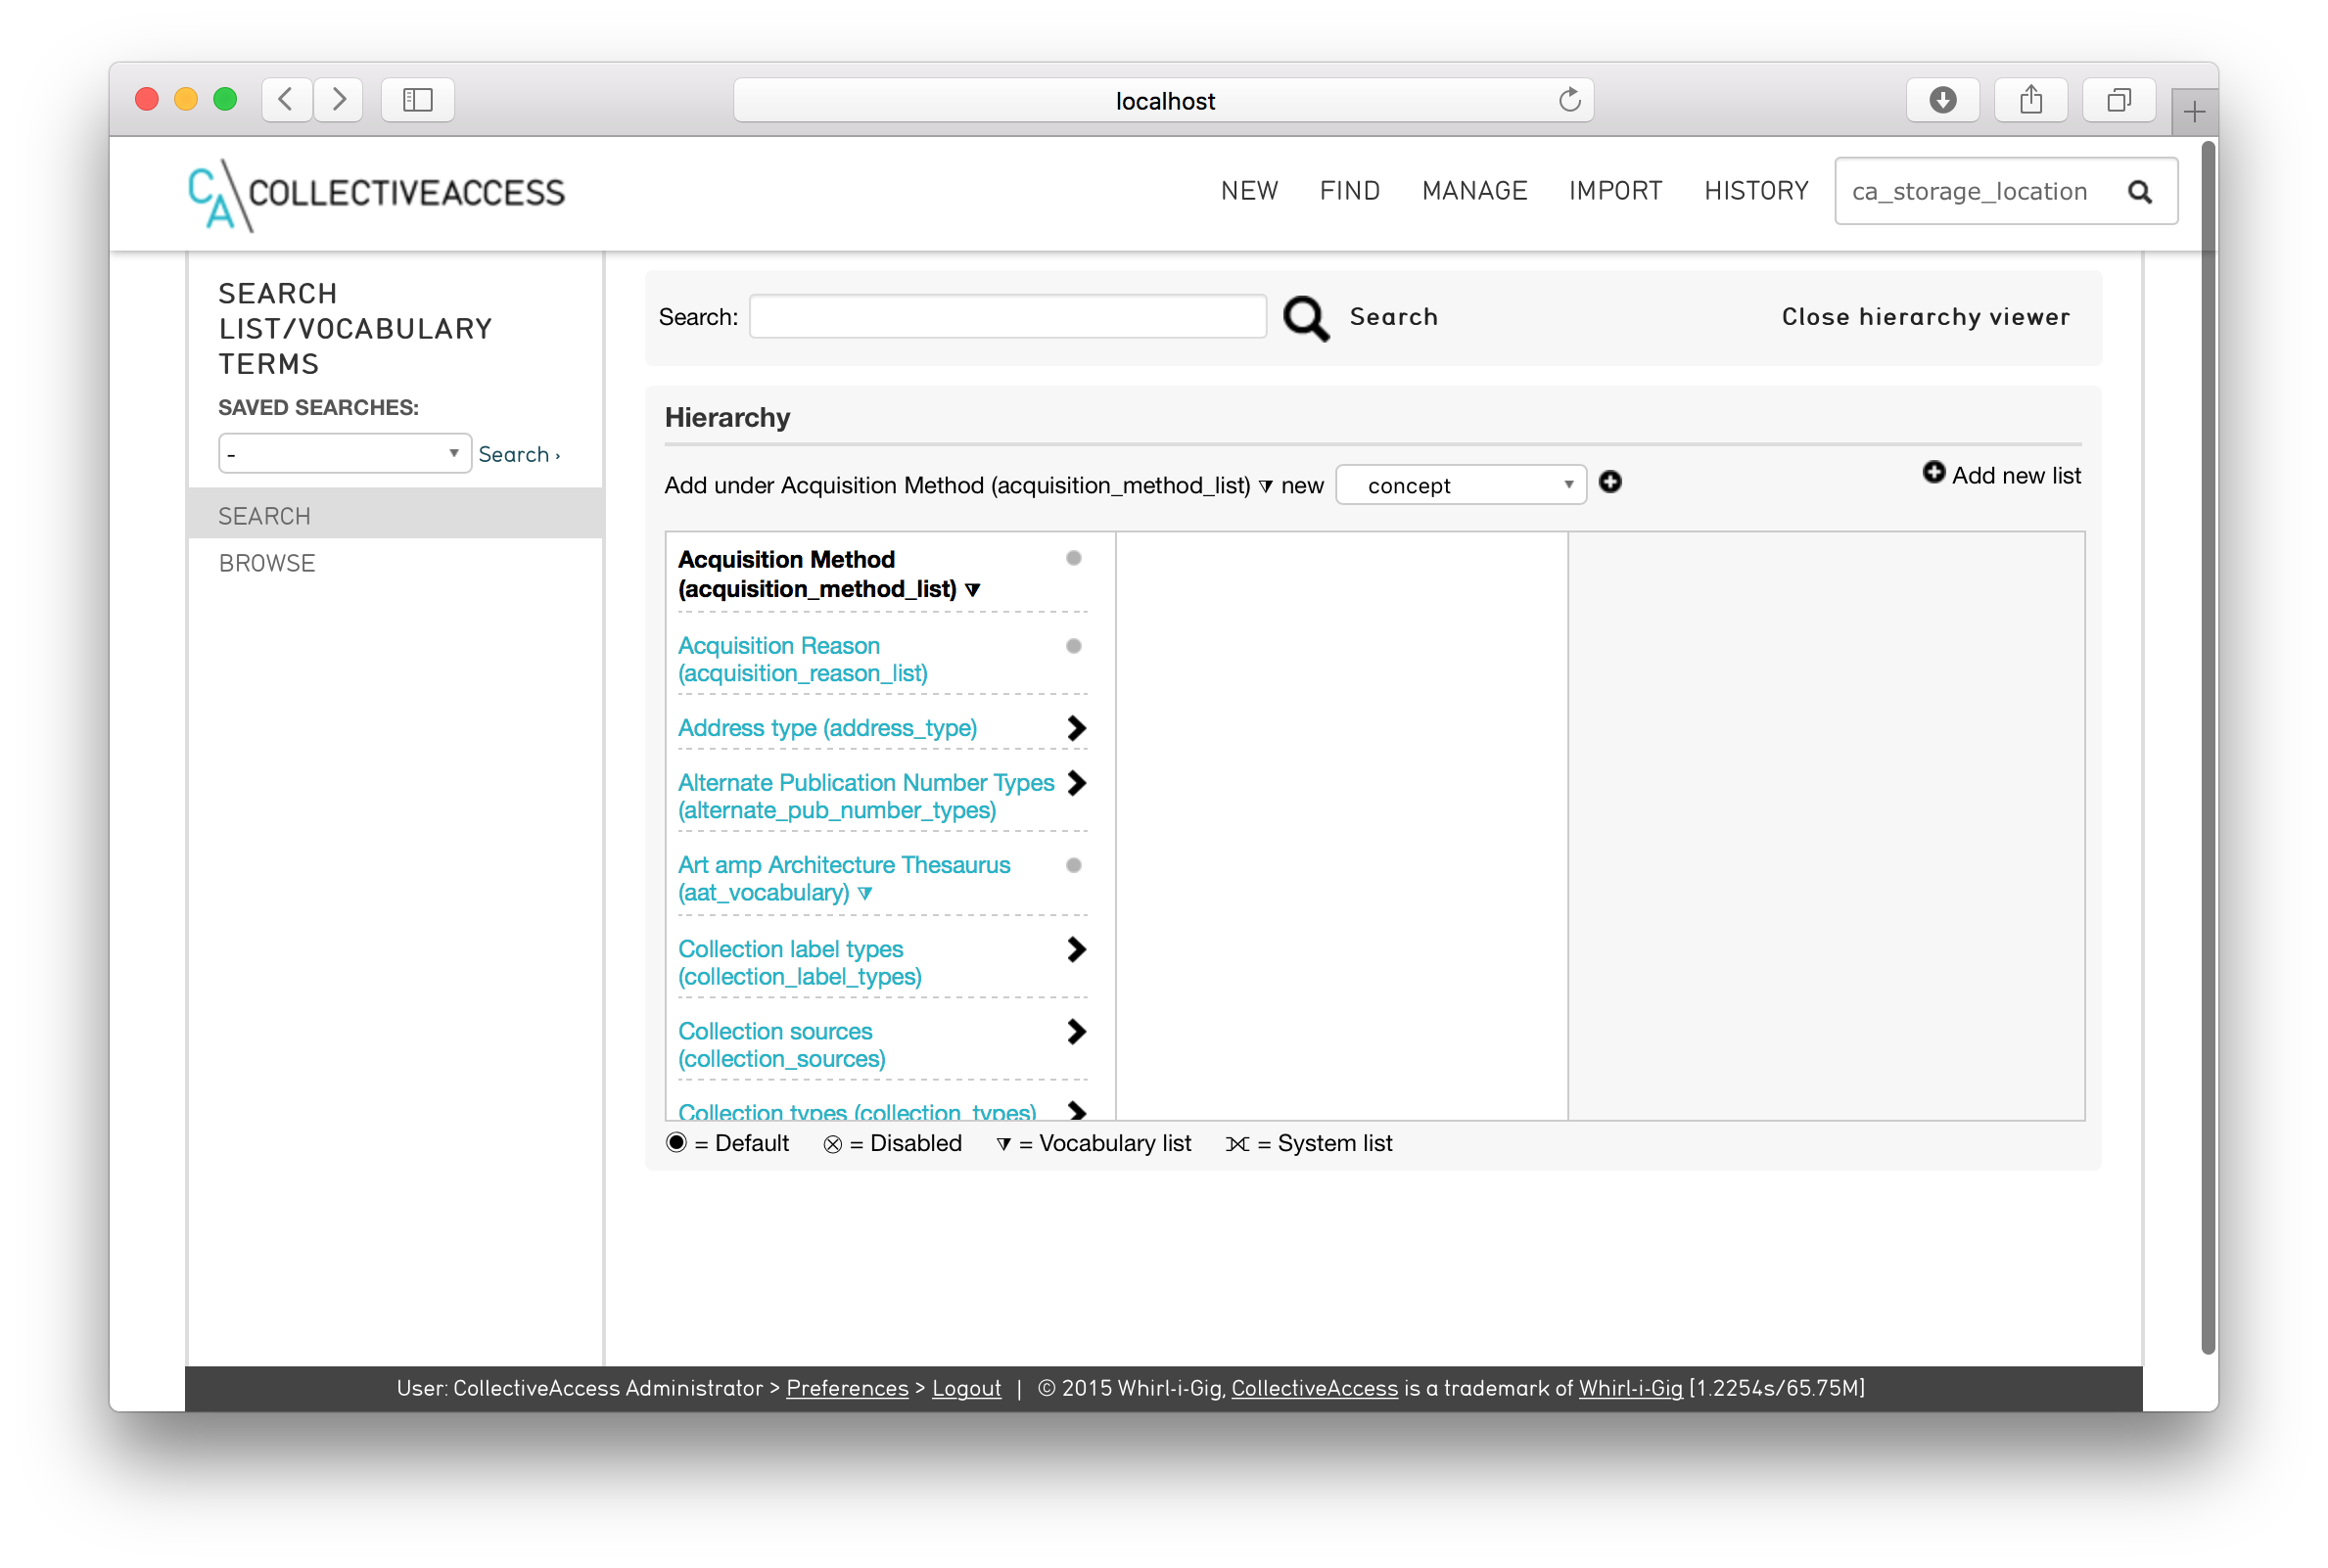 localhost
CA COLLECTIVEACCESS
NEW FIND MANAGE IMPORT HISTORY ca_storage_location
SEARCH
LIST/VOCABULARY
TERMS
SAVED SEARCHES:
- Search ›
SEARCH
BROWSE
Search: Search Close hierarchy viewer
Hierarchy
Add under Acquisition Method (acquisition_method_list) ⧩ new concept Add new list
Acquisition Method
(acquisition_method_list) ⧩
Acquisition Reason
(acquisition_reason_list)
Address type (address_type)
Alternate Publication Number Types
(alternate_pub_number_types)
Art amp Architecture Thesaurus
(aat_vocabulary) ⧩
Collection label types
(collection_label_types)
Collection sources
(collection_sources)
Collection types (collection_types)
◉ = Default ⊗ = Disabled ⧩ = Vocabulary list ⧕ = System list
User: CollectiveAccess Administrator > Preferences > Logout | © 2015 Whirl-i-Gig, CollectiveAccess is a trademark of Whirl-i-Gig [1.2254s/65.75M]